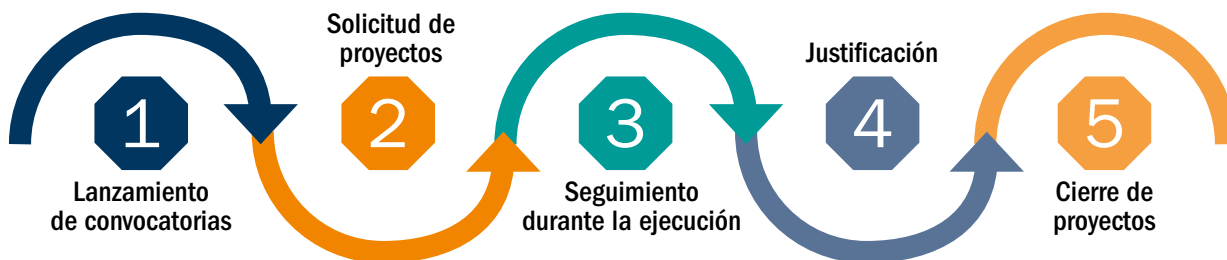 1
Lanzamiento
de convocatorias
Solicitud de
proyectos
2
3
Seguimiento
durante la ejecución
Justificación
4
5
Cierre de
proyectos